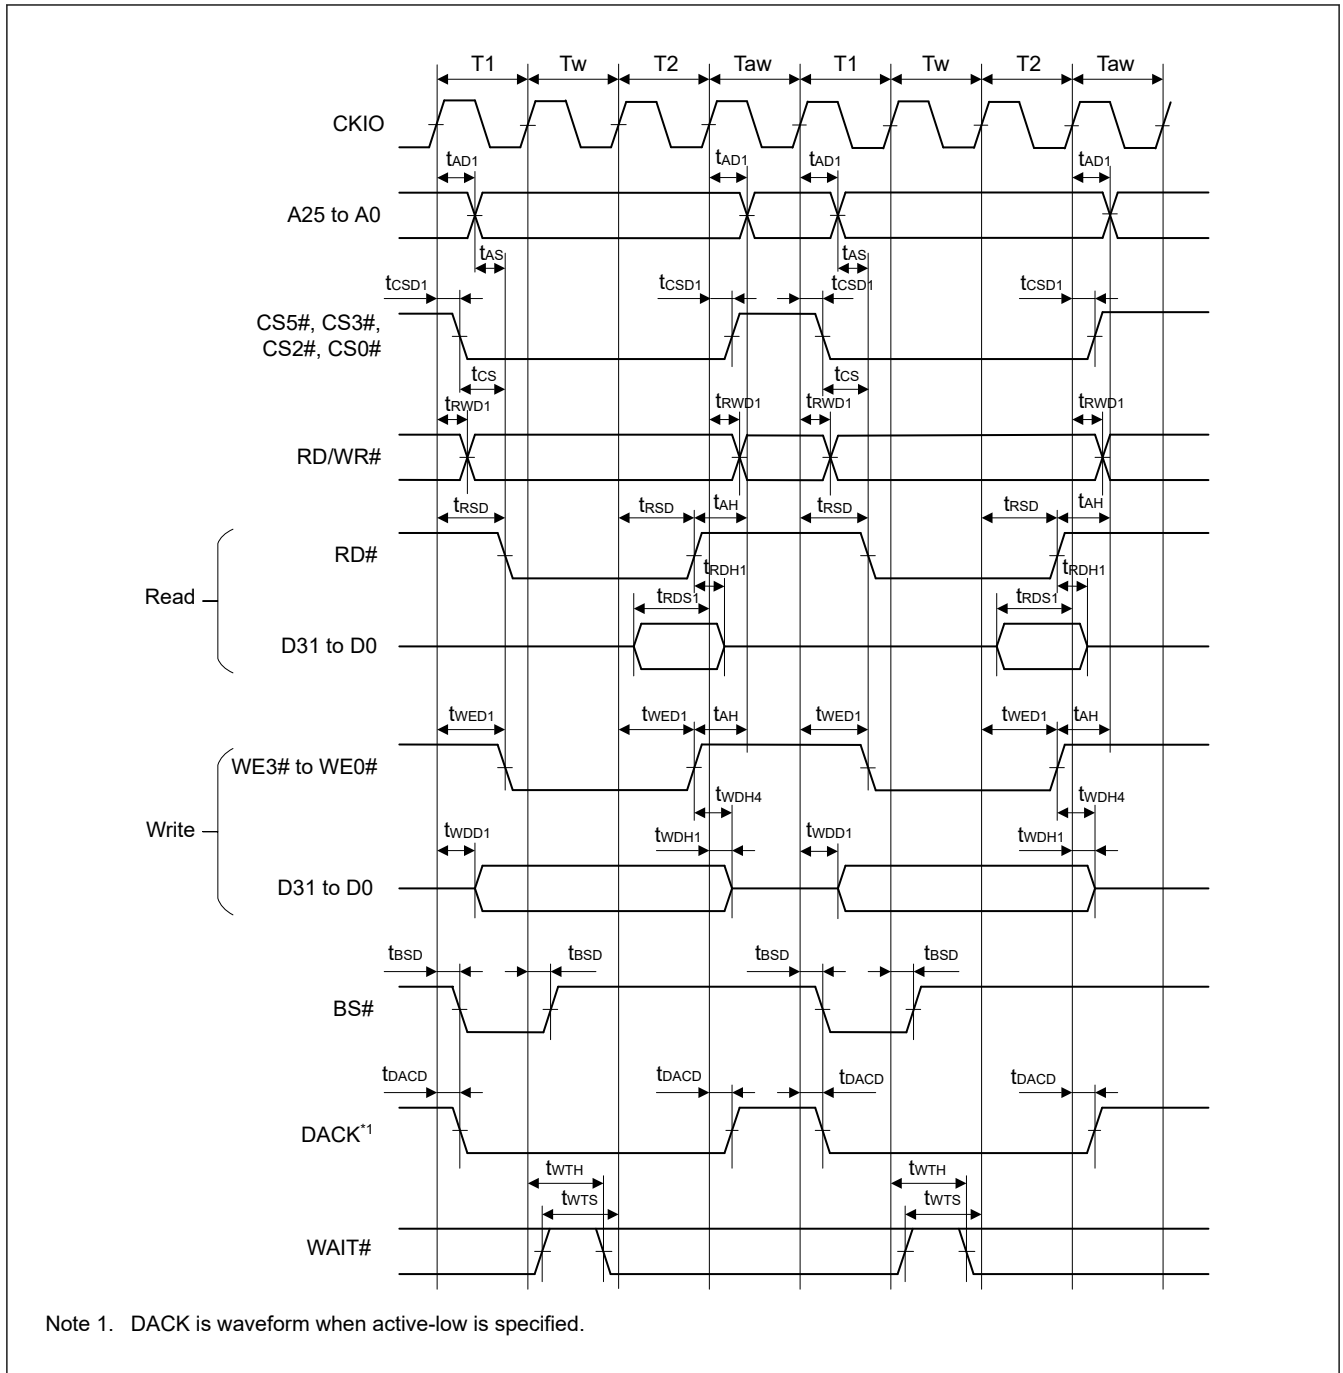 T1 Tw T2 Taw T1 Tw T2 Taw
CKIO
tAD1 tAD1 tAD1 tAD1
A25 to A0
tAS tAS
tCSD1 tCSD1 tCSD1 tCSD1
CS5#, CS3#,
CS2#, CS0#
tCS tCS
tRWD1 tRWD1 tRWD1 tRWD1
RD/WR#
tRSD tRSD tAH tRSD tRSD tAH
RD#
tRDH1 tRDH1
Read
tRDS1 tRDS1
D31 to D0
tWED1 tWED1 tAH tWED1 tWED1 tAH
WE3# to WE0#
tWDH4 tWDH4
Write
tWDD1 tWDH1 tWDD1 tWDH1
D31 to D0
tBSD tBSD tBSD tBSD
BS#
tDACD tDACD tDACD tDACD
DACK*1
tWTH tWTH
tWTS tWTS
WAIT#
Note 1. DACK is waveform when active-low is specified.